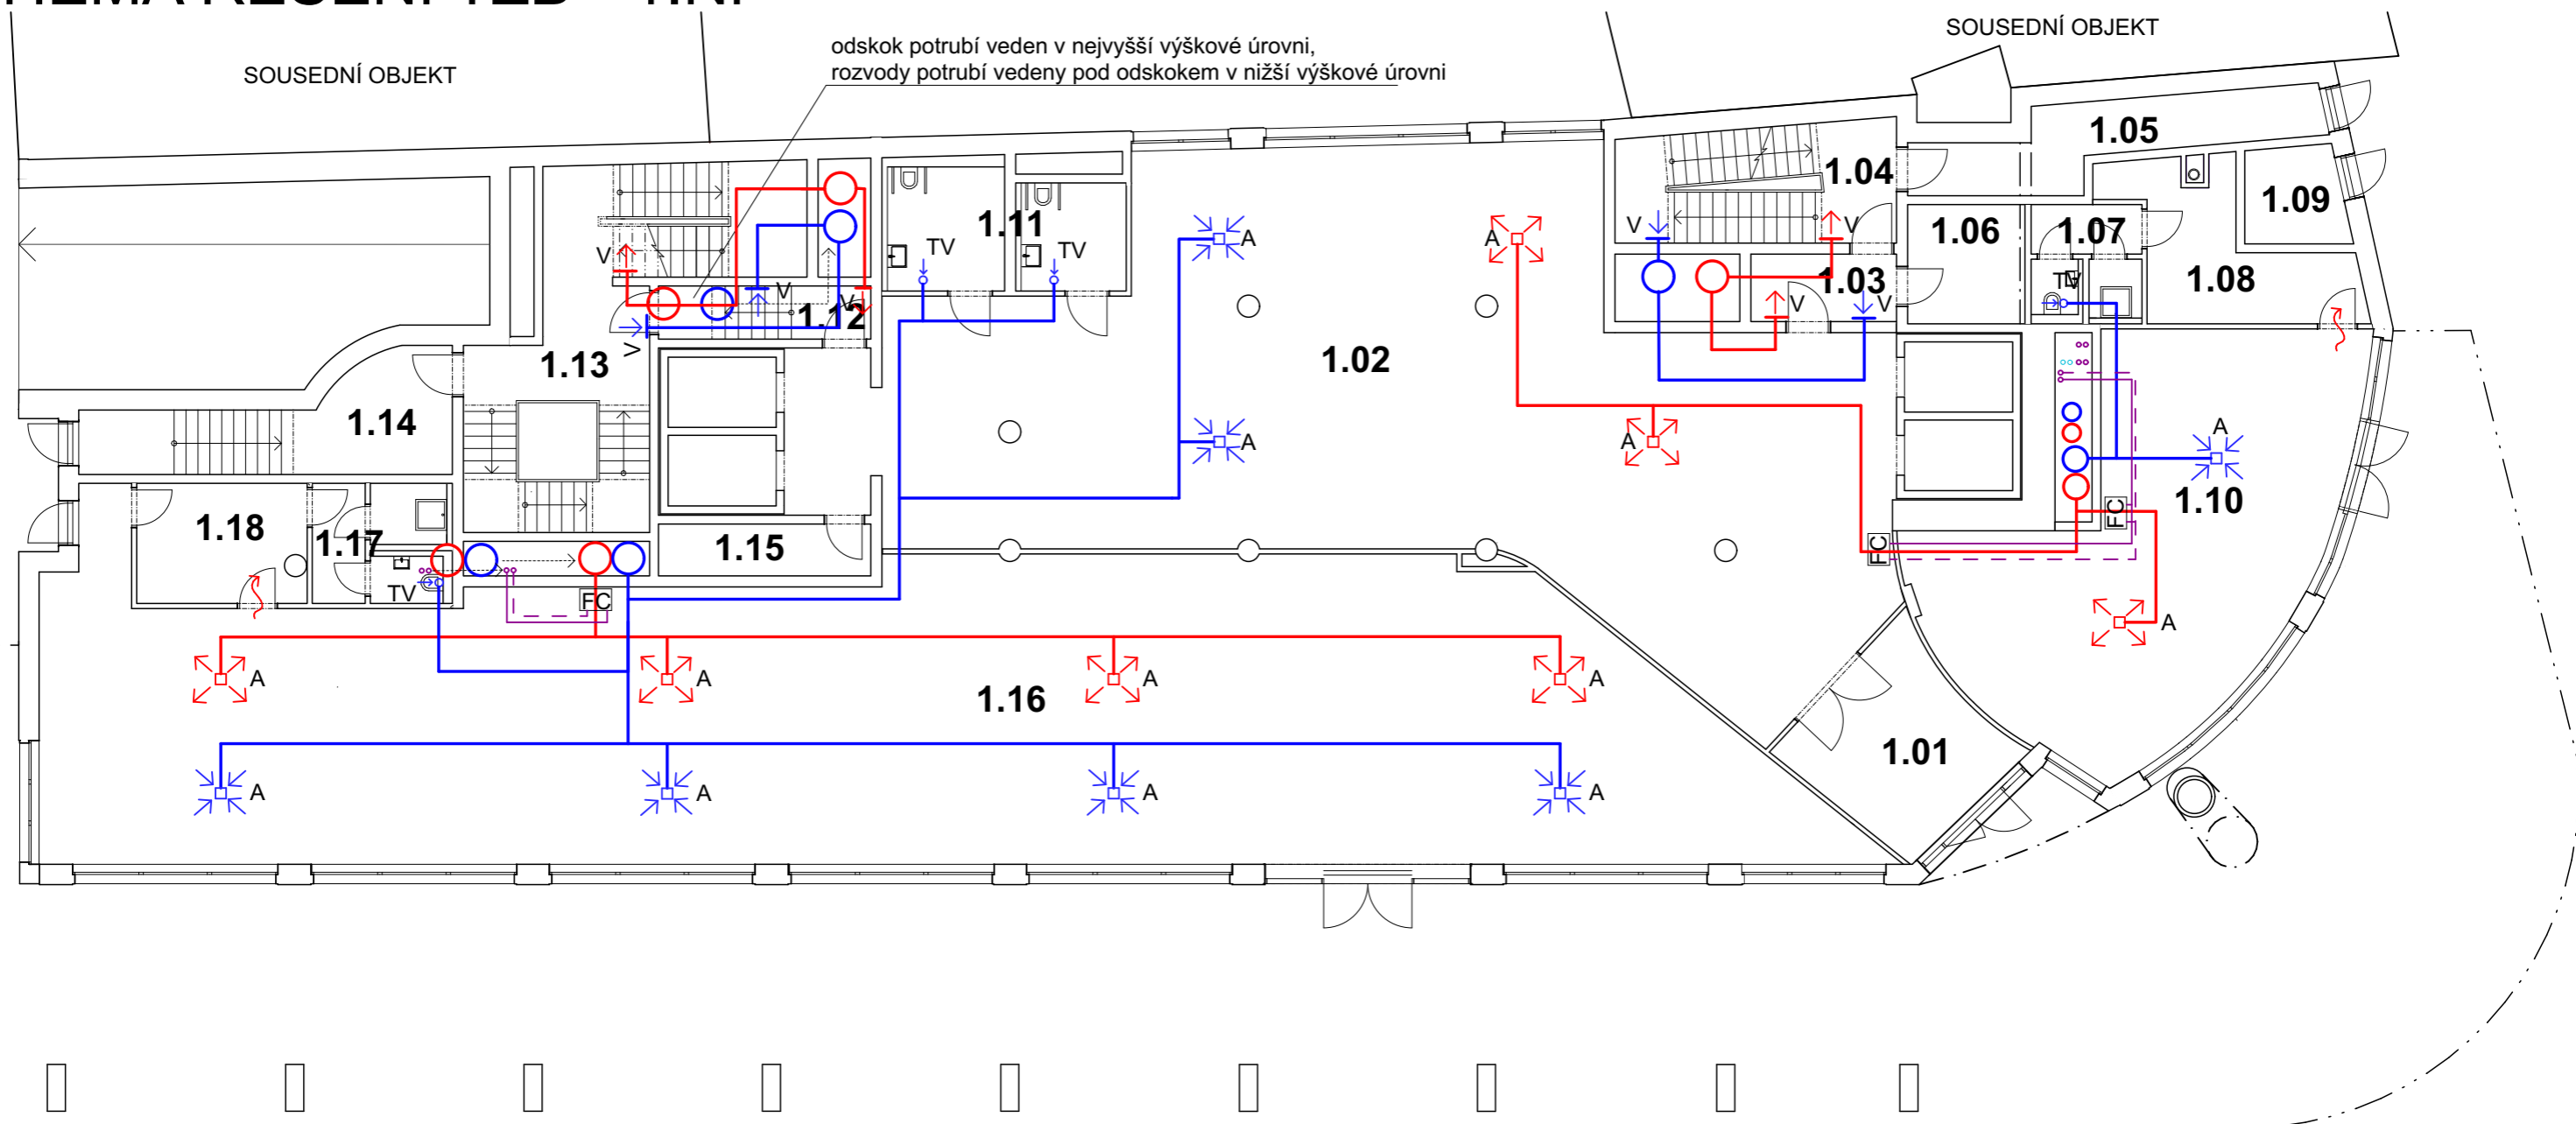 SOUSEDNÍ OBJEKT
odskok potrubí veden v nejvyšší výškové úrovni,
rozvody potrubí vedeny pod odskokem v nižší výškové úrovni
SOUSEDNÍ OBJEKT
1.05
1.04
1.09
1.11
1.06
1.07
V
V
A
A
TV
TV
V
1.03
TV
1.08
V
V
V
V
1.12
1.02
V
1.13
1.14
A
A
A
1.10
1.18
1.17
1.15
FC
FC
TV
FC
A
A
A
A
A
1.16
1.01
A
A
A
A